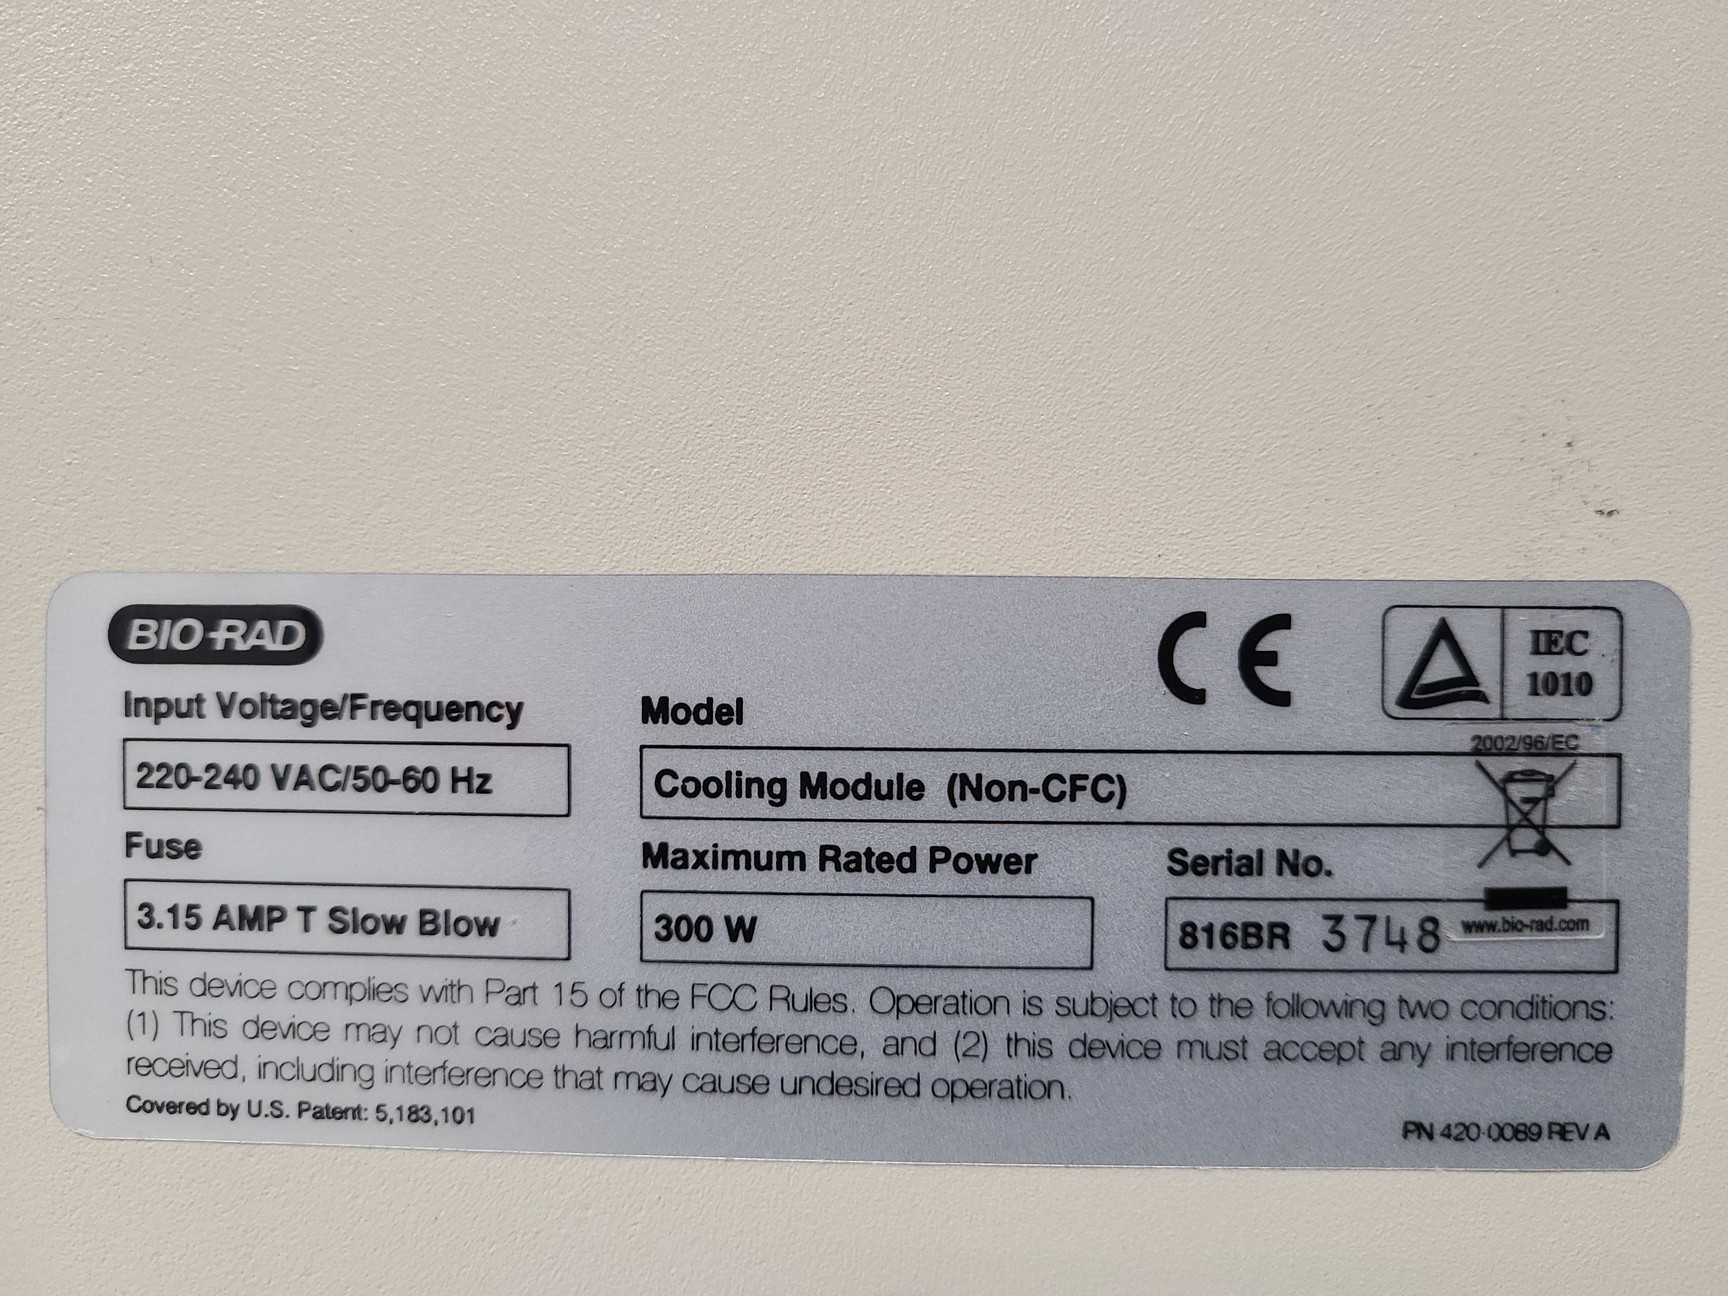 BIO-RAD
IEC
1010
Input Voltage/Frequency
220-240 VAC/50-60 Hz
Model
Cooling Module (Non-CFC)
2002/96/EC
Fuse
3.15 AMP T Slow Blow
Maximum Rated Power
300 W
Serial No.
816BR 3748
www.bio-rad.com
This device complies with Part 15 of the FCC Rules. Operation is subject to the following two conditions:
(1) This device may not cause harmful interference, and (2) this device must accept any interference
received, including interference that may cause undesired operation.
Covered by U.S. Patent: 5,183,101
PN 420-0089 REV A
CE